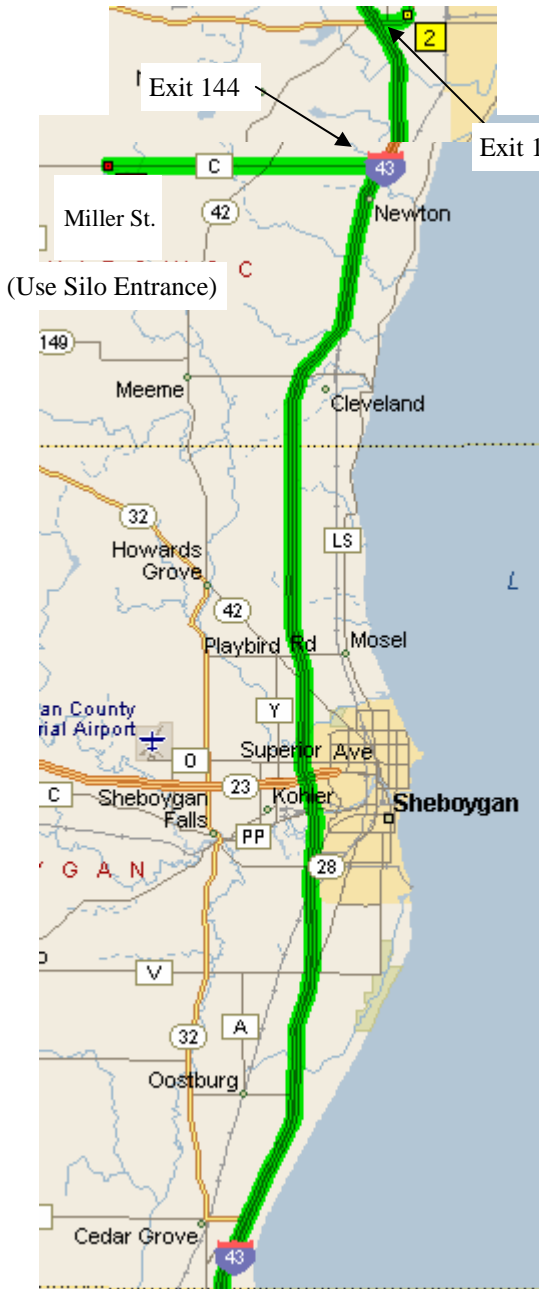 2
Exit 144
Exit 1
C
43
Miller St.
42
Newton
(Use Silo Entrance)
C
149
Meeme
Cleveland
32
LS
Howards
Grove
42
L
Playbird Rd
Mosel
an County
rial Airport
Y
O
Superior Ave
C
23
Kohler
Sheboygan
Sheboygan
Falls
PP
Y G A N
28
V
A
32
Oostburg
Cedar Grove
43